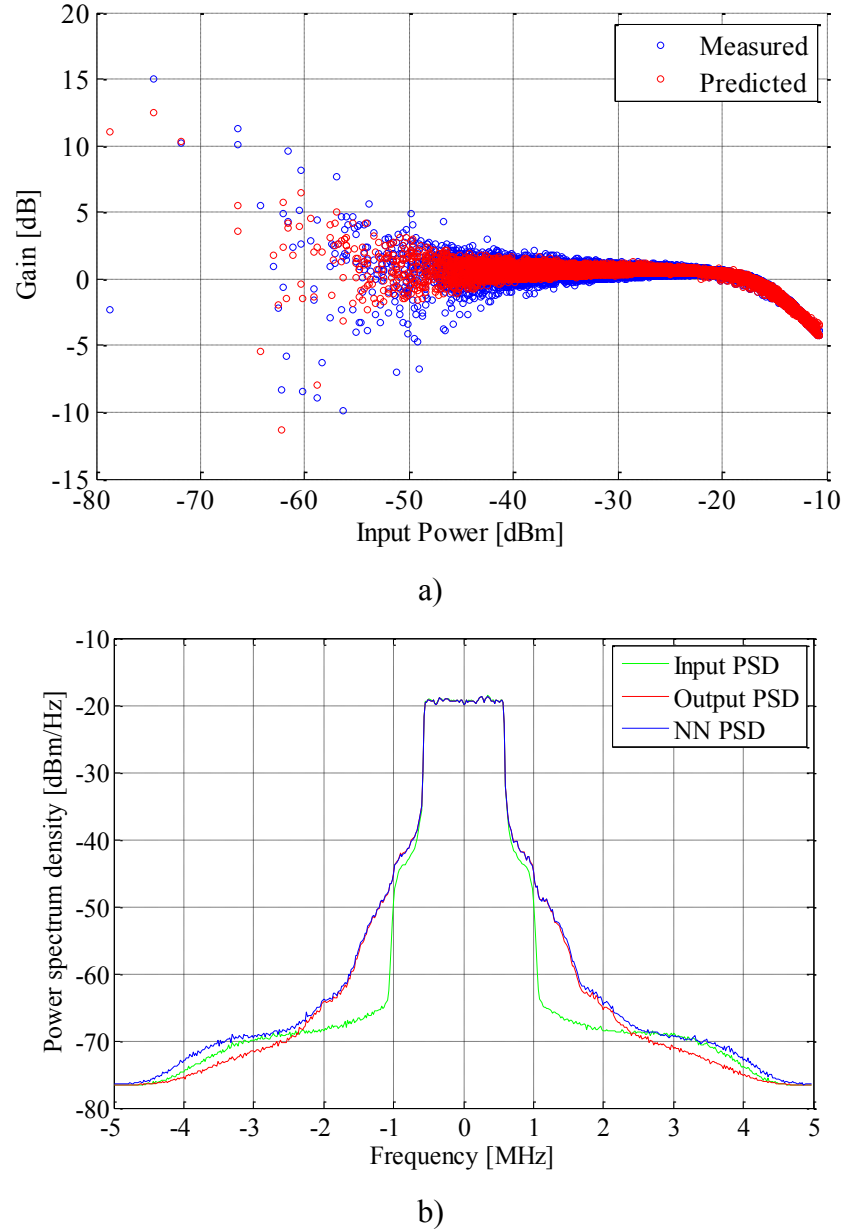 20
15
10
5
0
-5
-10
-15
Gain [dB]
Measured
Predicted
-80 -70 -60 -50 -40 -30 -20 -10
Input Power [dBm]
a)
-10
-20
-30
-40
-50
-60
-70
-80
Power spectrum density [dBm/Hz]
Input PSD
Output PSD
NN PSD
-5 -4 -3 -2 -1 0 1 2 3 4 5
Frequency [MHz]
b)